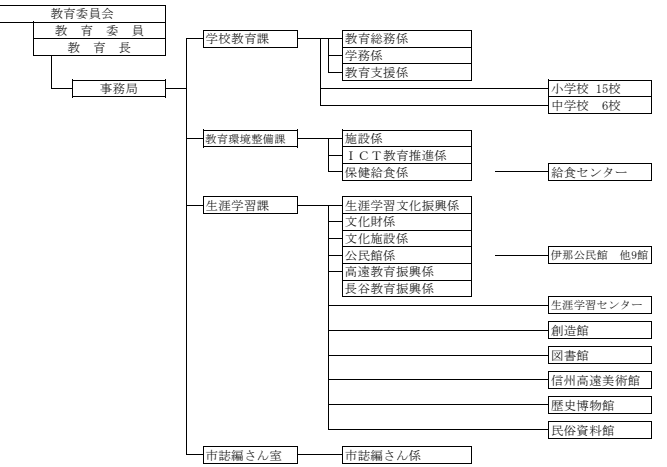 教育委員会
教　育　委　員
教　育　長
事務局
学校教育課
教育総務係
学務係
教育支援係
小学校 15校
中学校　6校
教育環境整備課
施設係
ＩＣＴ教育推進係
保健給食係
給食センター
生涯学習課
生涯学習文化振興係
文化財係
文化施設係
公民館係
伊那公民館　他9館
高遠教育振興係
長谷教育振興係
生涯学習センター
創造館
図書館
信州高遠美術館
歴史博物館
民俗資料館
市誌編さん室
市誌編さん係